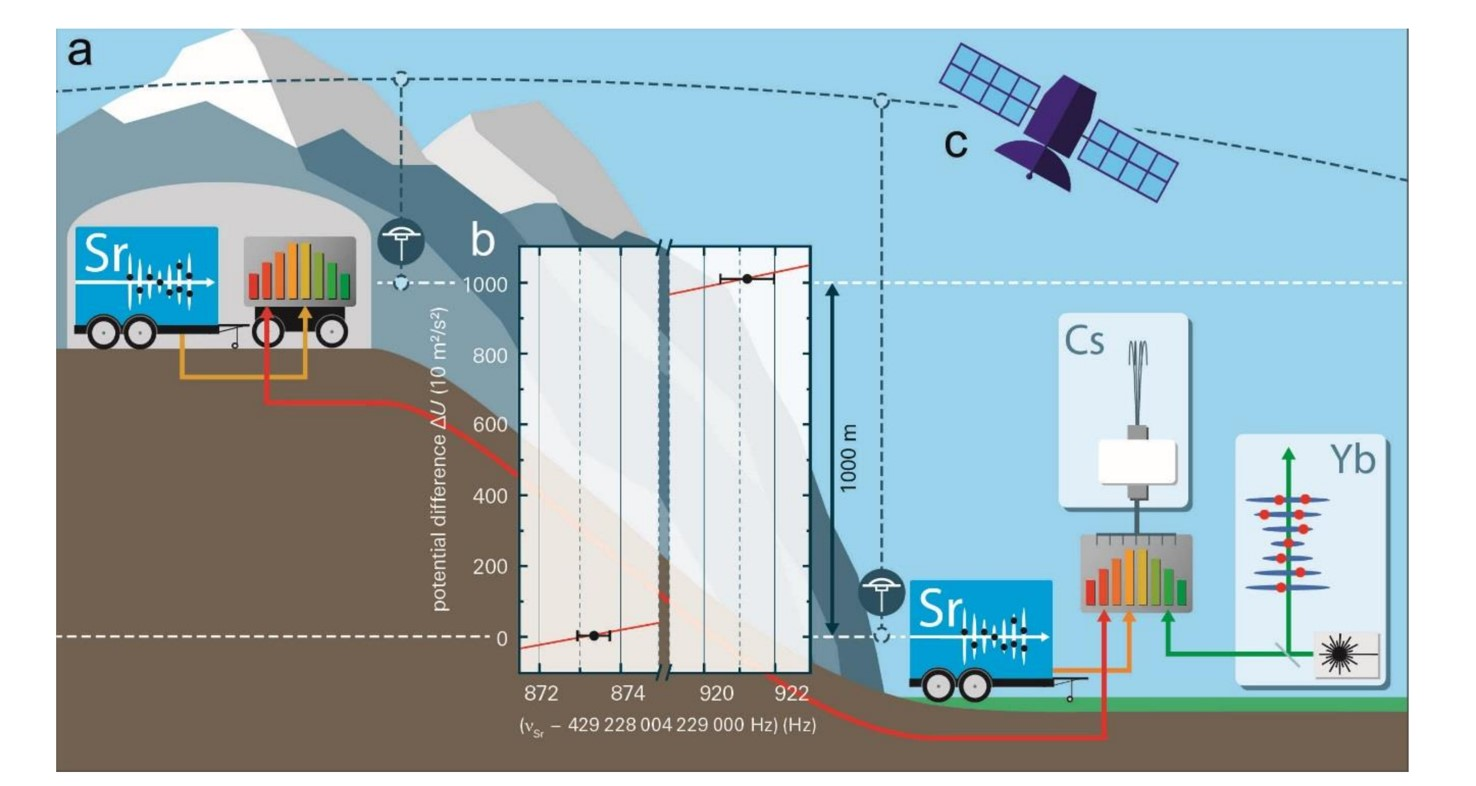 a
c
Sr
b
potential difference ΔU (10 m²/s²)
1000
800
600
400
200
0
872 874 920 922
(νSr – 429 228 004 229 000 Hz) (Hz)
1000 m
Cs
Yb
Sr